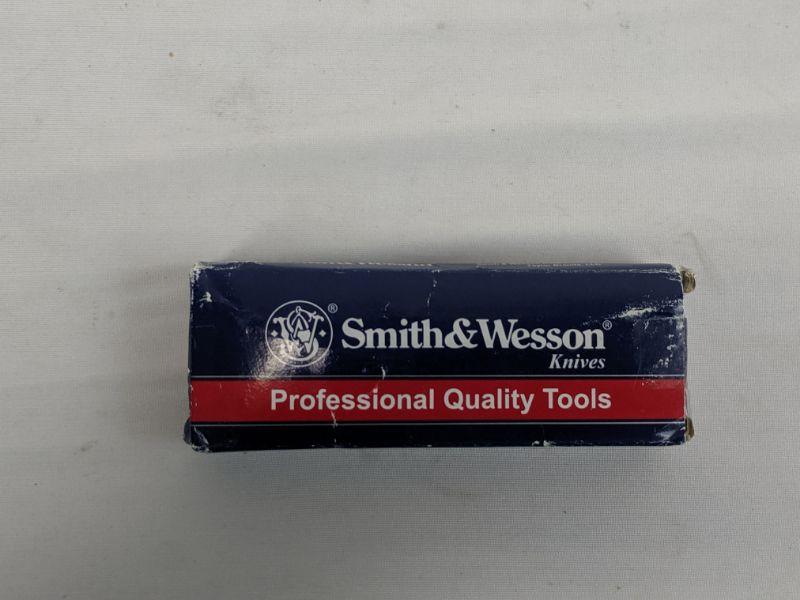 Smith&Wesson®
Knives
Professional Quality Tools